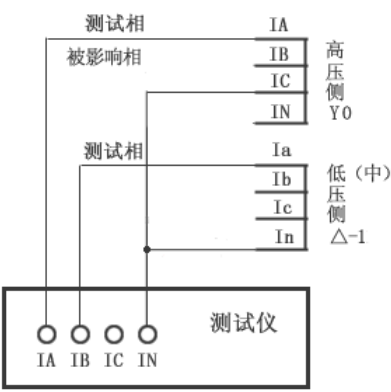 测试相 IA
被影响相 IB 高
IC 压
侧
IN Y0
测试相 Ia
Ib 低（中）
压
Ic 侧
In △-1
测试仪
IA IB IC IN